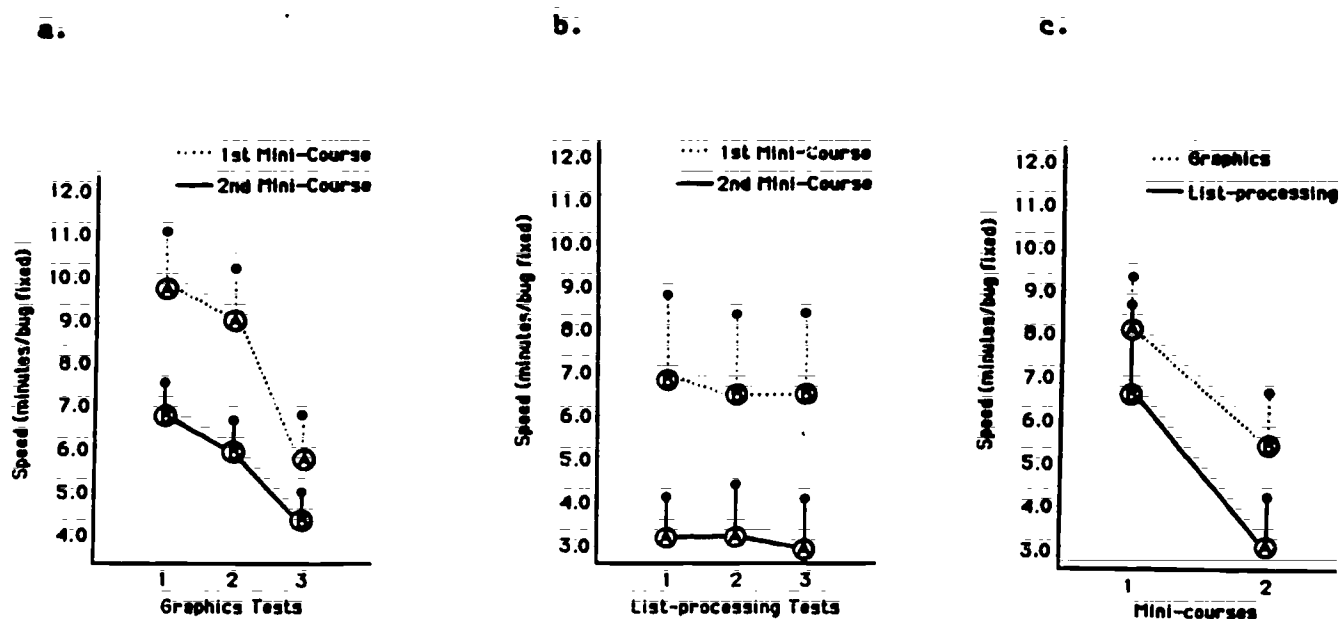 a.
1st Mini-Course
2nd Mini-Course
12.0
11.0
10.0
9.0
8.0
7.0
6.0
5.0
4.0
Speed (minutes/bug fixed)
A
A
A
B
B
B
1
2
3
Graphics Tests
b.
1st Mini-Course
2nd Mini-Course
12.0
11.0
10.0
9.0
8.0
7.0
6.0
5.0
4.0
3.0
Speed (minutes/bug fixed)
B
B
B
A
A
A
1
2
3
List-processing Tests
c.
Graphics
List-processing
12.0
11.0
10.0
9.0
8.0
7.0
6.0
5.0
4.0
3.0
Speed (minutes/bug fixed)
A
B
B
A
1
2
Mini-courses